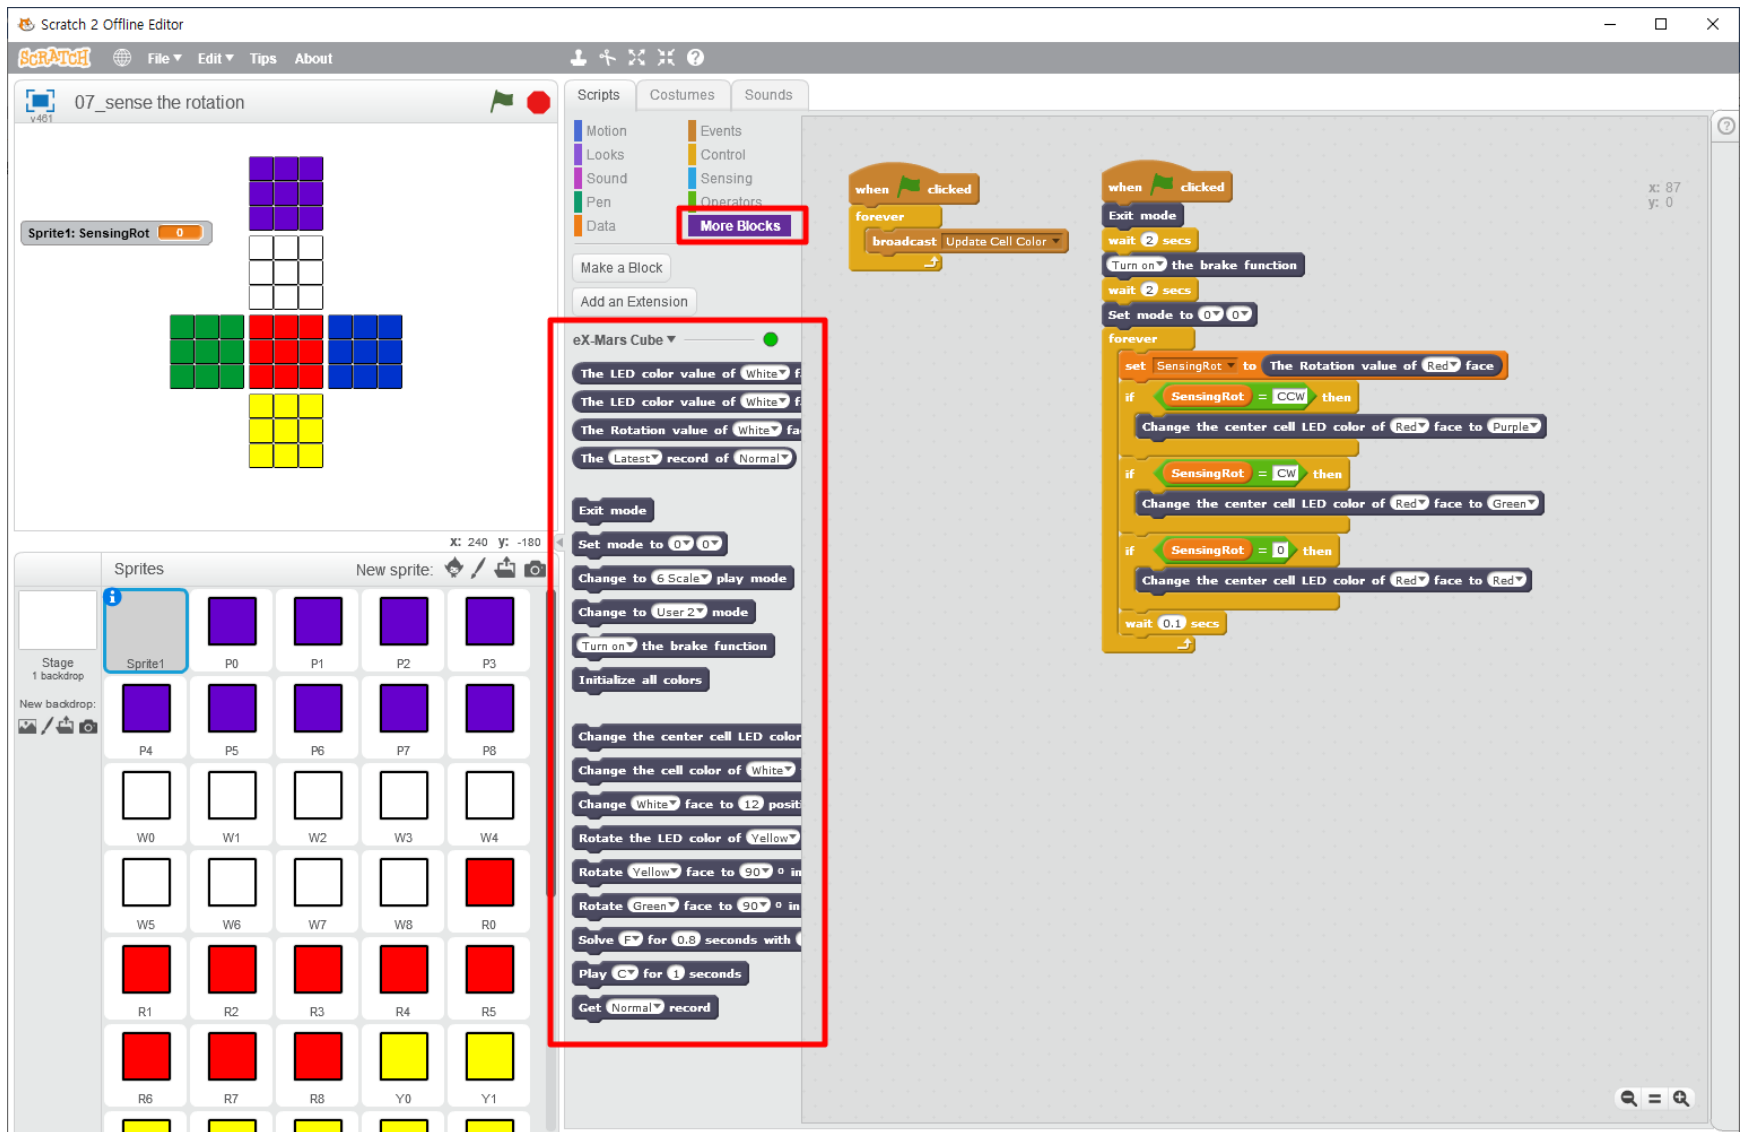 Scratch 2 Offline Editor
SCRATCH File Edit Tips About
v461 07_sense the rotation
Sprite1: SensingRot 0
X: 240 y: -180
Sprites New sprite:
Stage
1 backdrop
New backdrop:
Sprite1 P0 P1 P2 P3
P4 P5 P6 P7 P8
W0 W1 W2 W3 W4
W5 W6 W7 W8 R0
R1 R2 R3 R4 R5
R6 R7 R8 Y0 Y1
Scripts Costumes Sounds
Motion Events
Looks Control
Sound Sensing
Pen Operators
Data More Blocks
Make a Block
Add an Extension
eX-Mars Cube
The LED color value of White f
The LED color value of White f
The Rotation value of White fa
The Latest record of Normal
Exit mode
Set mode to 0 0
Change to 6 Scale play mode
Change to User 2 mode
Turn on the brake function
Initialize all colors
Change the center cell LED color
Change the cell color of White
Change White face to 12 posit
Rotate the LED color of Yellow
Rotate Yellow face to 90 º in
Rotate Green face to 90 º in
Solve F for 0.8 seconds with
Play C for 1 seconds
Get Normal record
when clicked
forever
broadcast Update Cell Color
when clicked
Exit mode
wait 2 secs
Turn on the brake function
wait 2 secs
Set mode to 0 0
forever
set SensingRot to The Rotation value of Red face
if SensingRot = CCW then
Change the center cell LED color of Red face to Purple
if SensingRot = CW then
Change the center cell LED color of Red face to Green
if SensingRot = 0 then
Change the center cell LED color of Red face to Red
wait 0.1 secs
x: 87
y: 0